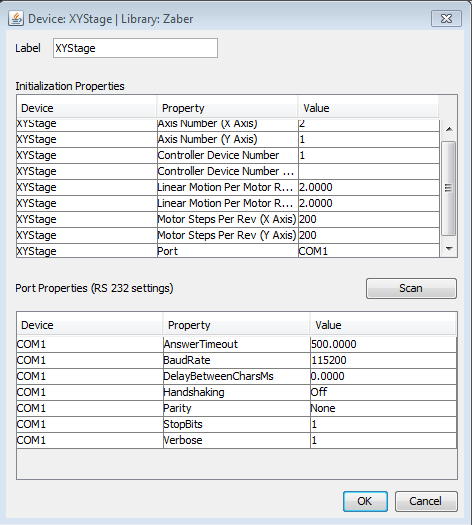 Device: XYStage | Library: Zaber
Label XYStage
Initialization Properties
Device Property Value
XYStage Axis Number (X Axis) 2
XYStage Axis Number (Y Axis) 1
XYStage Controller Device Number 1
XYStage Controller Device Number ...
XYStage Linear Motion Per Motor R... 2.0000
XYStage Linear Motion Per Motor R... 2.0000
XYStage Motor Steps Per Rev (X Axis) 200
XYStage Motor Steps Per Rev (Y Axis) 200
XYStage Port COM1
Port Properties (RS 232 settings) Scan
Device Property Value
COM1 AnswerTimeout 500.0000
COM1 BaudRate 115200
COM1 DelayBetweenCharsMs 0.0000
COM1 Handshaking Off
COM1 Parity None
COM1 StopBits 1
COM1 Verbose 1
OK Cancel